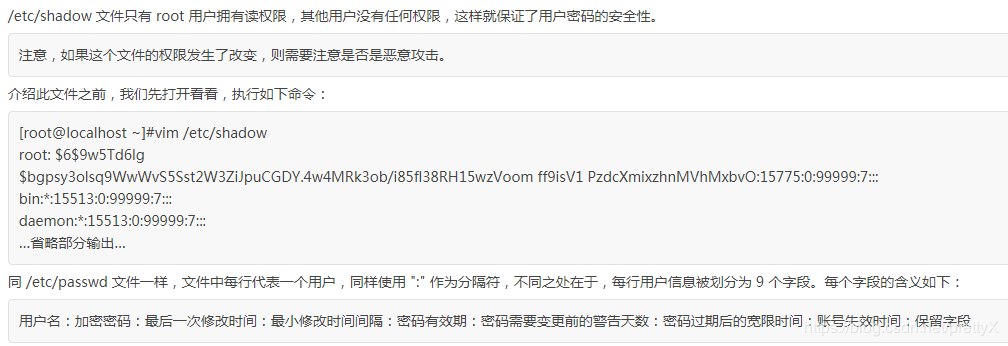 /etc/shadow 文件只有 root 用户拥有读权限，其他用户没有任何权限，这样就保证了用户密码的安全性。
注意，如果这个文件的权限发生了改变，则需要注意是否是恶意攻击。
介绍此文件之前，我们先打开看看，执行如下命令：
[root@localhost ~]#vim /etc/shadow
root: $6$9w5Td6lg
$bgpsy3olsq9WwWvS5Sst2W3ZiJpuCGDY.4w4MRk3ob/i85fl38RH15wzVoom ff9isV1 PzdcXmixzhnMVhMxbvO:15775:0:99999:7:::
bin:*:15513:0:99999:7:::
daemon:*:15513:0:99999:7:::
…省略部分输出…
同 /etc/passwd 文件一样，文件中每行代表一个用户，同样使用 ":" 作为分隔符，不同之处在于，每行用户信息被划分为 9 个字段。每个字段的含义如下：
用户名：加密密码：最后一次修改时间：最小修改时间间隔：密码有效期：密码需要变更前的警告天数：密码过期后的宽限时间：账号失效时间：保留字段
https://blog.csdn.net/prettyX